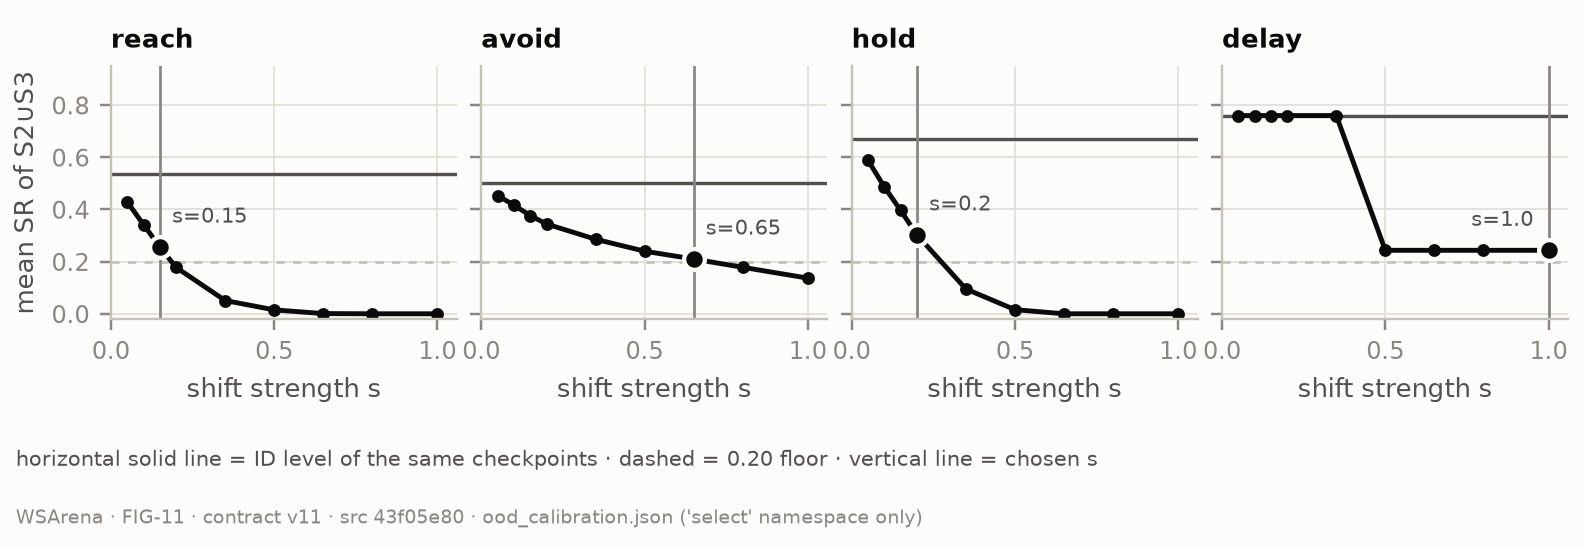 reach avoid hold delay
mean SR of S2∪S3
0.8
0.6
0.4
0.2
0.0
s=0.15 s=0.65 s=0.2 s=1.0
0.0 0.5 1.0 0.0 0.5 1.0 0.0 0.5 1.0 0.0 0.5 1.0
shift strength s shift strength s shift strength s shift strength s
horizontal solid line = ID level of the same checkpoints · dashed = 0.20 floor · vertical line = chosen s
WSArena · FIG-11 · contract v11 · src 43f05e80 · ood_calibration.json ('select' namespace only)